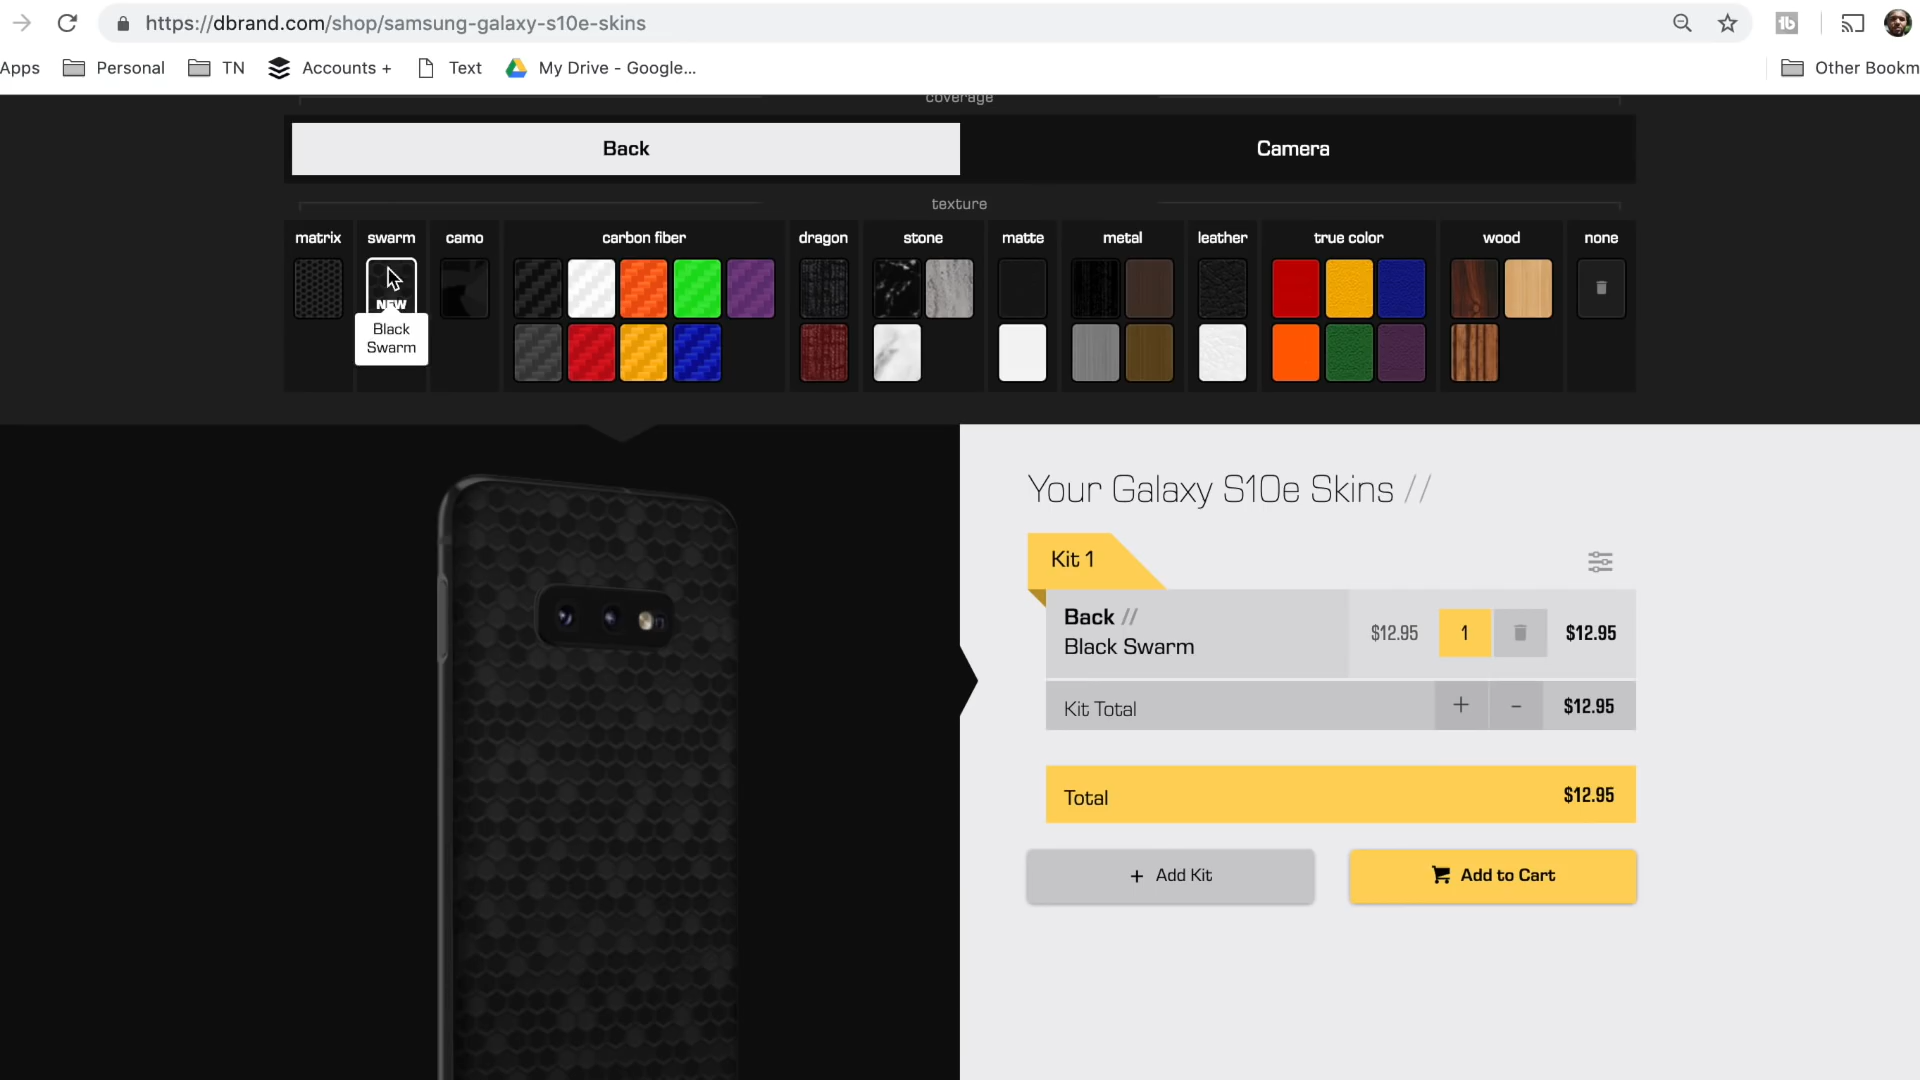 https://dbrand.com/shop/samsung-galaxy-s10e-skins
Apps Personal TN Accounts + Text My Drive - Google... Other Bookm
coverage
Back Camera
texture
matrix swarm camo carbon fiber dragon stone matte metal leather true color wood none
NEW
Black
Swarm
Your Galaxy S10e Skins //
Kit 1
Back //
Black Swarm
$12.95 1 $12.95
Kit Total + - $12.95
Total $12.95
+ Add Kit
Add to Cart